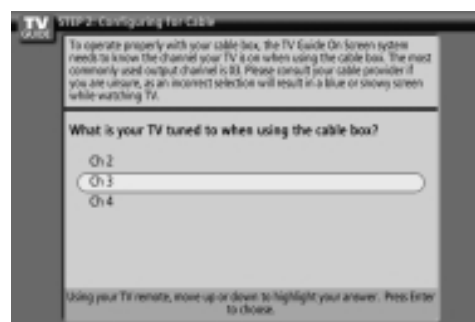 TV
GUIDE
STEP 2: Configuring for Cable
To operate properly with your cable box, the TV Guide On Screen system
needs to know the channel your TV is on when using the cable box. The most
commonly used output channel is 03. Please consult your cable provider if
you are unsure, as an incorrect selection will result in a blue or snowy screen
while watching TV.
What is your TV tuned to when using the cable box?
Ch 2
Ch 3
Ch 4
Using your TV remote, move up or down to highlight your answer. Press Enter
to choose.